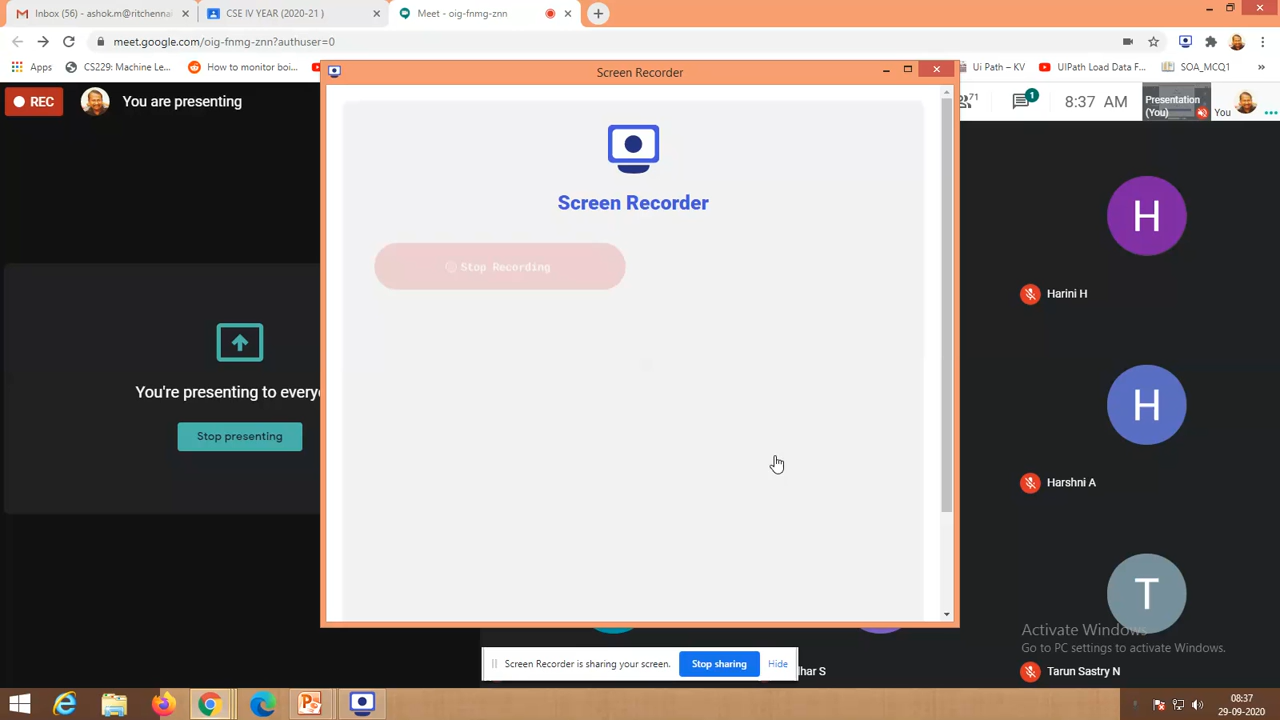 Inbox (56) - ashok.m@ritchennai
CSE IV YEAR (2020-21 )
Meet - oig-fnmg-znn
meet.google.com/oig-fnmg-znn?authuser=0
Apps
CS229: Machine Le...
How to monitor boi...
Ui Path – KV
UIPath Load Data F...
SOA_MCQ1
»
Screen Recorder
REC
You are presenting
71
1
8:37 AM
Presentation
(You)
You
Screen Recorder
Stop Recording
H
Harini H
You're presenting to everyo
Stop presenting
H
Harshni A
T
Activate Windows
Go to PC settings to activate Windows.
Screen Recorder is sharing your screen.
Stop sharing
Hide
lhar S
Tarun Sastry N
08:37
29-09-2020